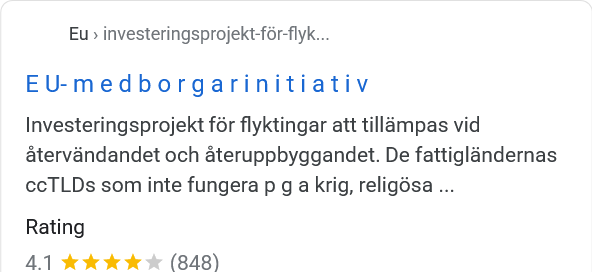 Eu › investeringsprojekt-för-flyk...
E U- m e d b o r g a r i n i t i a t i v
Investeringsprojekt för flyktingar att tillämpas vid
återvändandet och återuppbyggandet. De fattigländernas
ccTLDs som inte fungera p g a krig, religösa ...
Rating
4.1 ★★★★★ (848)